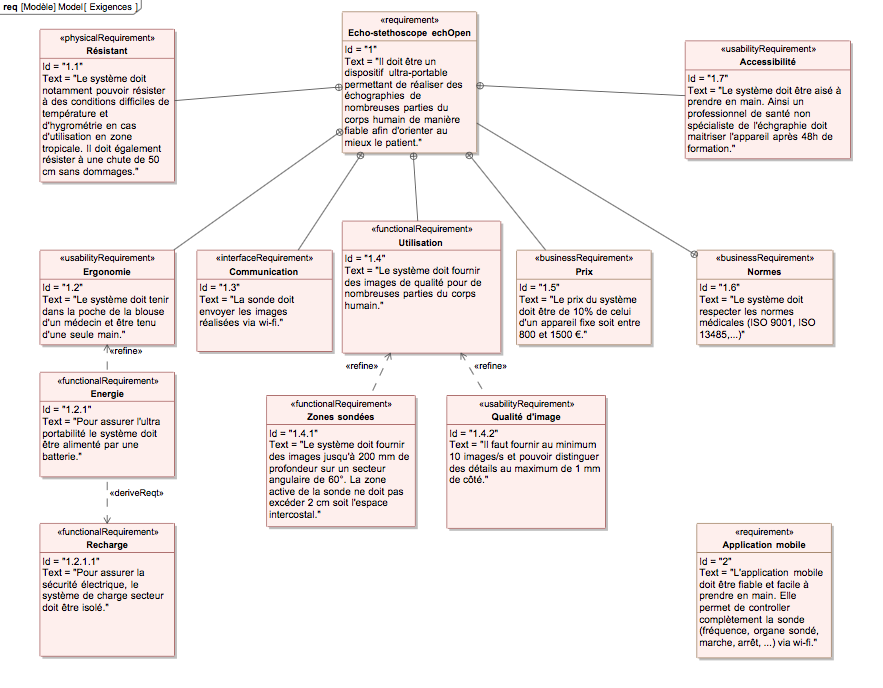 req [Modèle] Model[ Exigences ]
«requirement»
Echo-stethoscope echOpen
Id = "1"
Text = "Il doit être un
dispositif ultra-portable
permettant de réaliser des
échographies de
nombreuses parties du
corps humain de manière
fiable afin d'orienter au
mieux le patient."
«physicalRequirement»
Résistant
Id = "1.1"
Text = "Le système doit
notamment pouvoir résister
à des conditions difficiles de
température et
d'hygrométrie en cas
d'utilisation en zone
tropicale. Il doit également
résister à une chute de 50
cm sans dommages."
«usabilityRequirement»
Accessibilité
Id = "1.7"
Text = "Le système doit être aisé à
prendre en main. Ainsi un
professionnel de santé non
spécialiste de l'échgraphie doit
maitriser l'appareil après 48h de
formation."
«usabilityRequirement»
Ergonomie
Id = "1.2"
Text = "Le système doit tenir
dans la poche de la blouse
d'un médecin et être tenu
d'une seule main."
«interfaceRequirement»
Communication
Id = "1.3"
Text = "La sonde doit
envoyer les images
réalisées via wi-fi."
«functionalRequirement»
Utilisation
Id = "1.4"
Text = "Le système doit fournir
des images de qualité pour de
nombreuses parties du corps
humain."
«businessRequirement»
Prix
Id = "1.5"
Text = "Le prix du système
doit être de 10% de celui
d'un appareil fixe soit entre
800 et 1500 €."
«businessRequirement»
Normes
Id = "1.6"
Text = "Le système doit
respecter les normes
médicales (ISO 9001, ISO
13485,...)"
«refine»
«refine»
«refine»
«functionalRequirement»
Energie
Id = "1.2.1"
Text = "Pour assurer l'ultra
portabilité le système doit
être alimenté par une
batterie."
«functionalRequirement»
Zones sondées
Id = "1.4.1"
Text = "Le système doit fournir
des images jusqu'à 200 mm de
profondeur sur un secteur
angulaire de 60°. La zone
active de la sonde ne doit pas
excéder 2 cm soit l'espace
intercostal."
«usabilityRequirement»
Qualité d'image
Id = "1.4.2"
Text = "Il faut fournir au minimum
10 images/s et pouvoir distinguer
des détails au maximum de 1 mm
de côté."
«deriveReqt»
«functionalRequirement»
Recharge
Id = "1.2.1.1"
Text = "Pour assurer la
sécurité électrique, le
système de charge secteur
doit être isolé."
«requirement»
Application mobile
Id = "2"
Text = "L'application mobile
doit être fiable et facile à
prendre en main. Elle
permet de controller
complètement la sonde
(fréquence, organe sondé,
marche, arrêt, ...) via wi-fi."